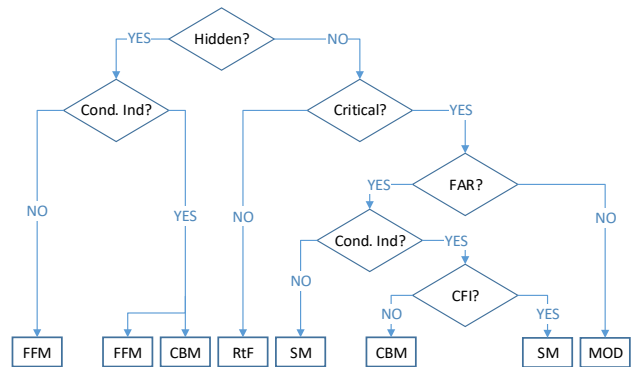 YES
Hidden?
NO
Cond. Ind?
Critical?
YES
YES
FAR?
NO
YES
NO
Cond. Ind?
YES
NO
NO
CFI?
NO
YES
FFM
FFM
CBM
RtF
SM
CBM
SM
MOD